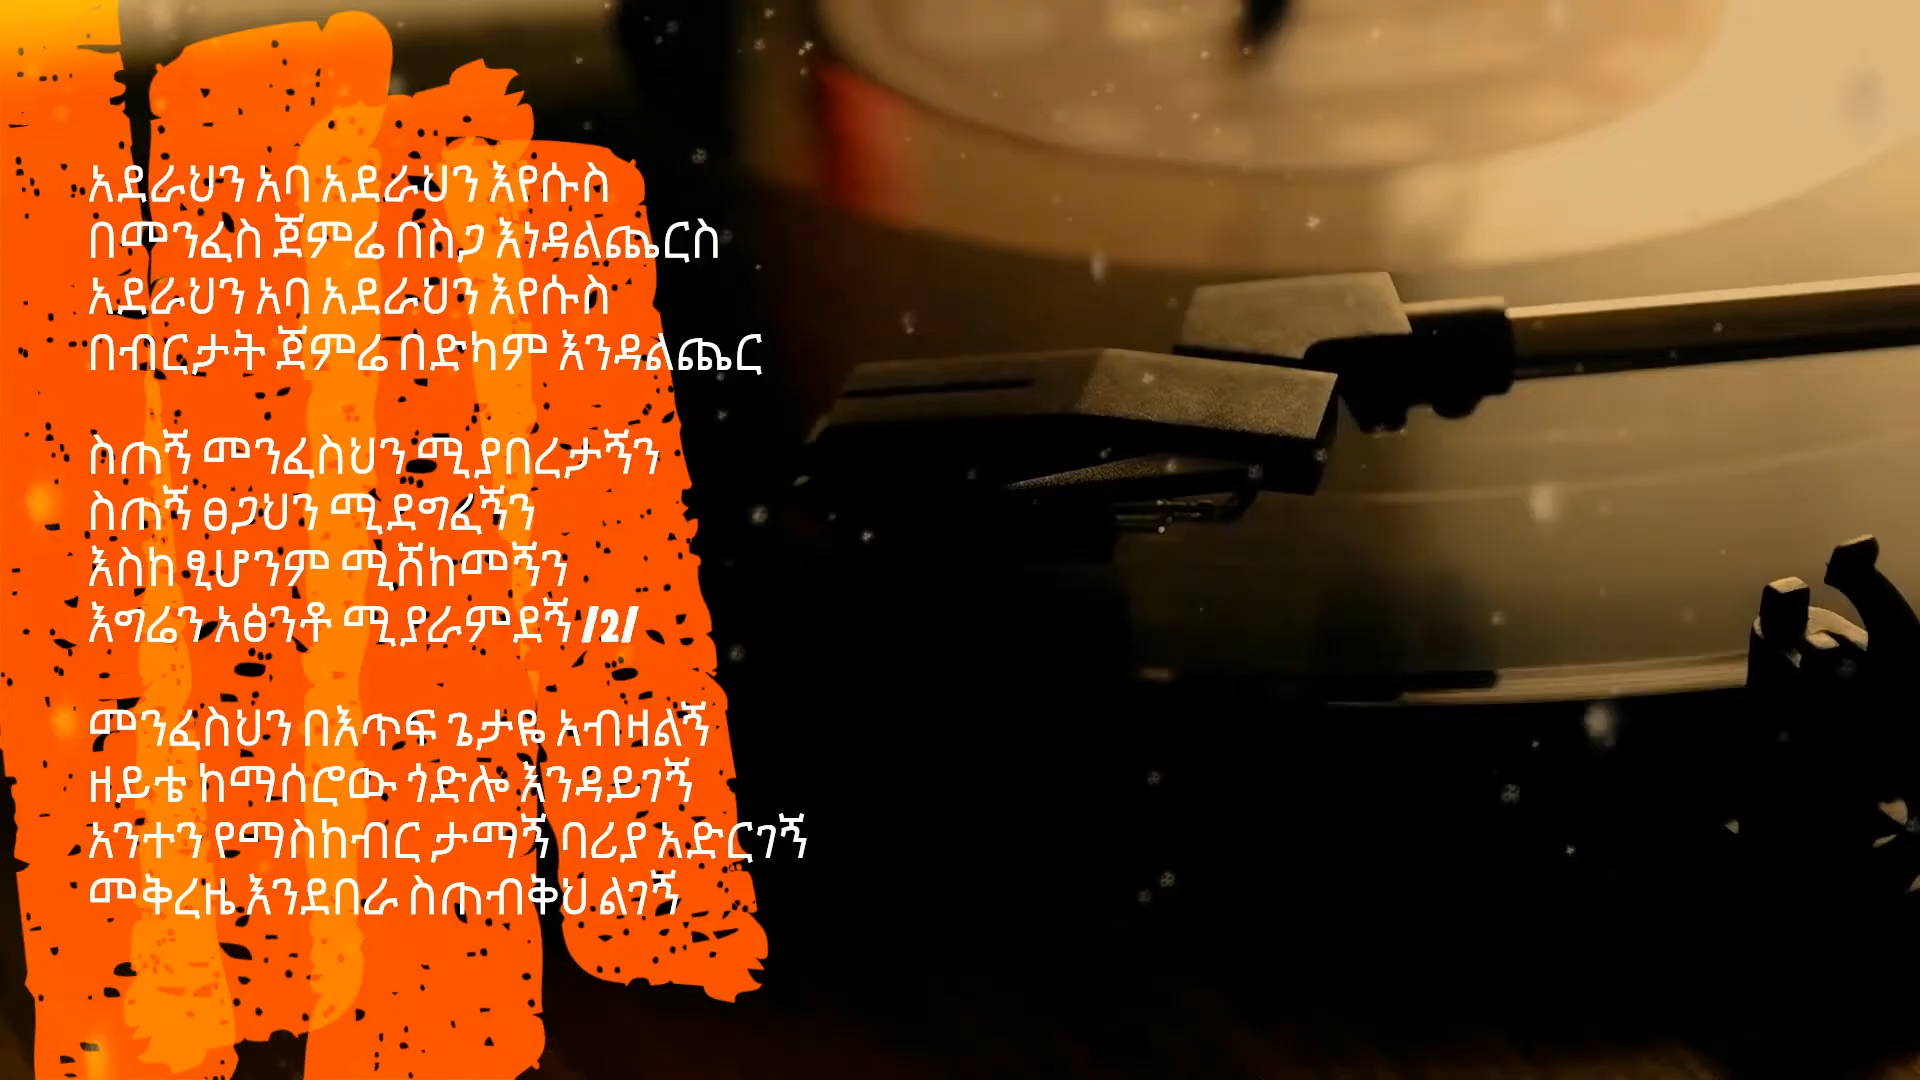 አደራህን አባ አደራህን እየሱስ
በመንፈስ ጀምሬ በስጋ እነዳልጨርስ
አደራህን አባ አደራህን እየሱስ
በብርታት ጀምሬ በድካም እንዳልጨር
ስጠኝ መንፈስህን ሚያበረታኝን
ስጠኝ ፀጋህን ሚደግፈኝን
እስከ ፂሆንም ሚሸከመኝን
እግሬን አፅንቶ ሚያራምደኝ /2/
መንፈስህን በእጥፍ ጌታዬ አብዛልኝ
ዘይቴ ከማሰሮው ጎድሎ እንዳይገኝ
አንተን የማስከብር ታማኝ ባሪያ አድርገኝ
መቅረዜ እንደበራ ስጠብቅህ ልገኝ